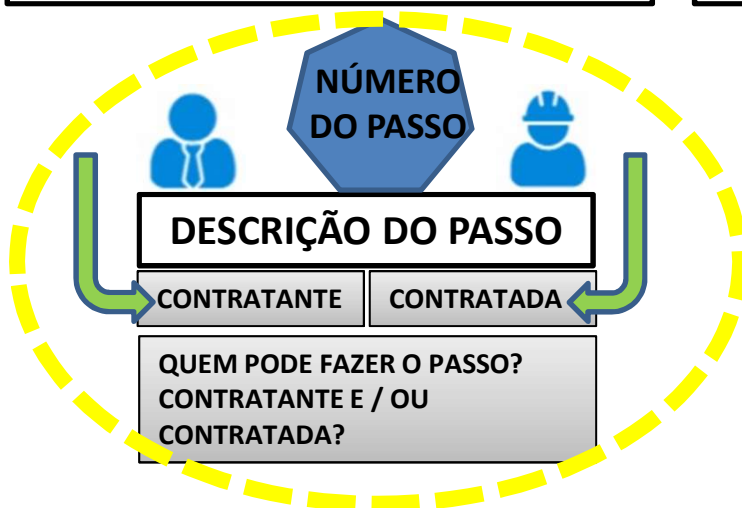 NÚMERO
DO PASSO
DESCRIÇÃO DO PASSO
CONTRATANTE
CONTRATADA
QUEM PODE FAZER O PASSO?
CONTRATANTE E / OU
CONTRATADA?